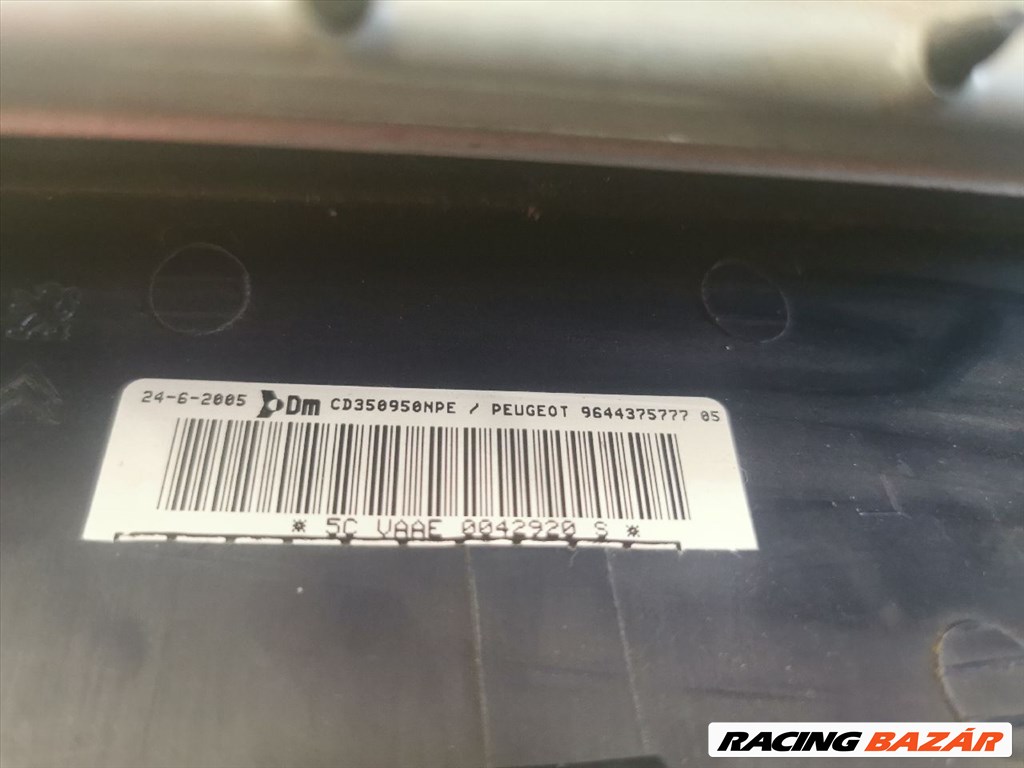 24-6-2005 Dm CD350950NPE / PEUGEOT 9644375777 05
* 5C VAAE 0042920 S *
RACING BAZÁR